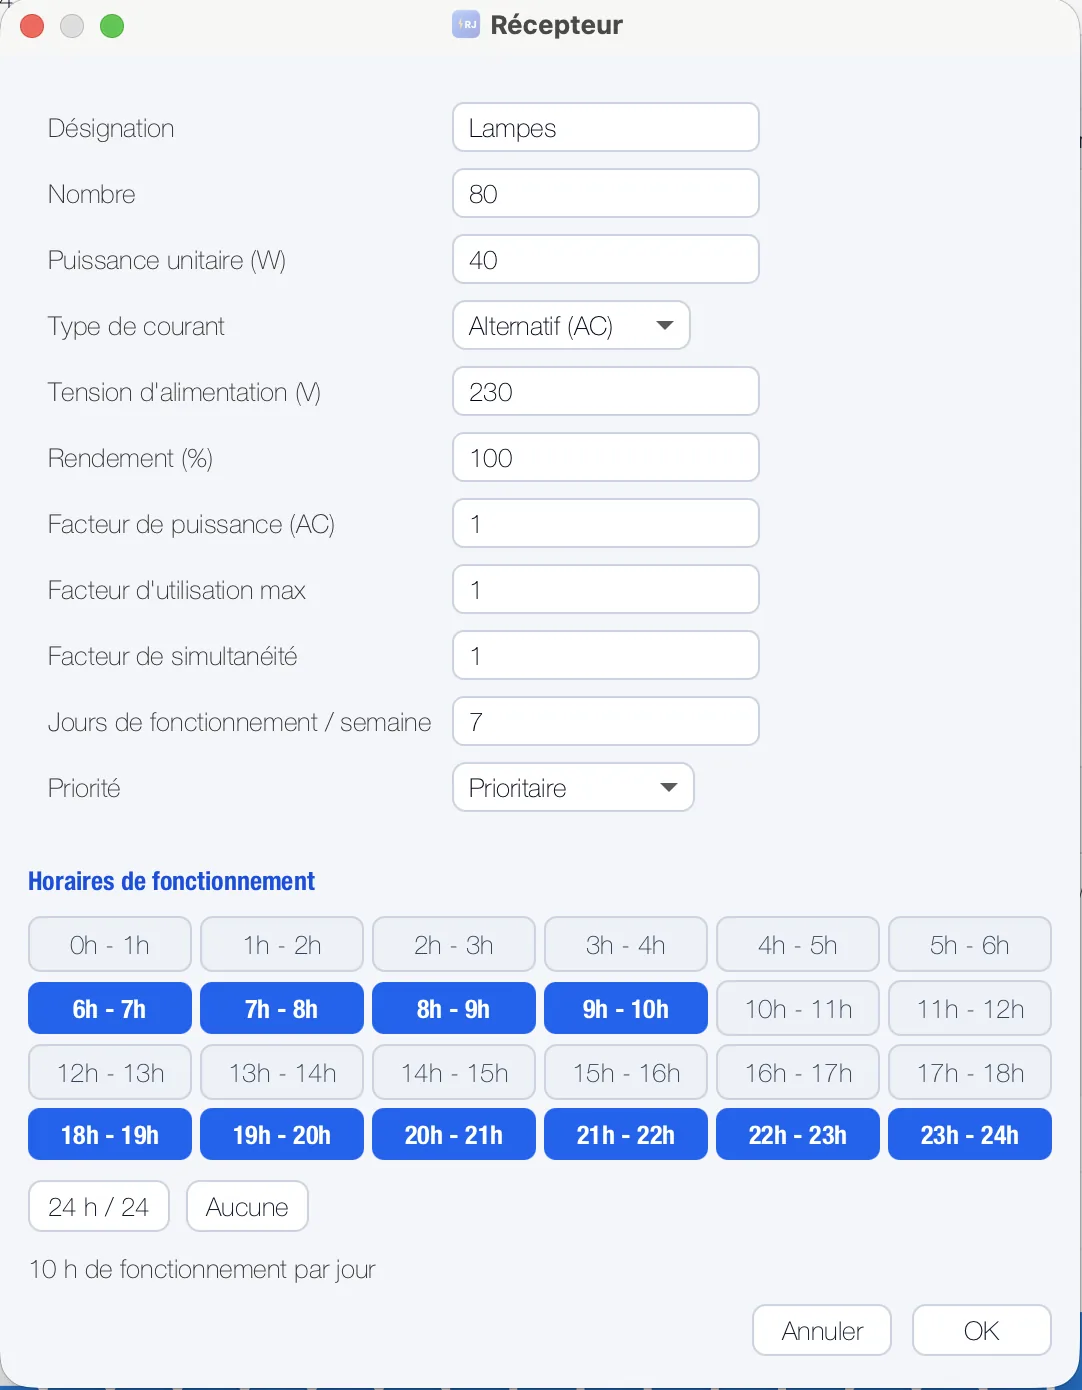 RJ Récepteur
Désignation Lampes
Nombre 80
Puissance unitaire (W) 40
Type de courant Alternatif (AC)
Tension d'alimentation (V) 230
Rendement (%) 100
Facteur de puissance (AC) 1
Facteur d'utilisation max 1
Facteur de simultanéité 1
Jours de fonctionnement / semaine 7
Priorité Prioritaire
Horaires de fonctionnement
0h - 1h 1h - 2h 2h - 3h 3h - 4h 4h - 5h 5h - 6h
6h - 7h 7h - 8h 8h - 9h 9h - 10h 10h - 11h 11h - 12h
12h - 13h 13h - 14h 14h - 15h 15h - 16h 16h - 17h 17h - 18h
18h - 19h 19h - 20h 20h - 21h 21h - 22h 22h - 23h 23h - 24h
24 h / 24 Aucune
10 h de fonctionnement par jour
Annuler OK